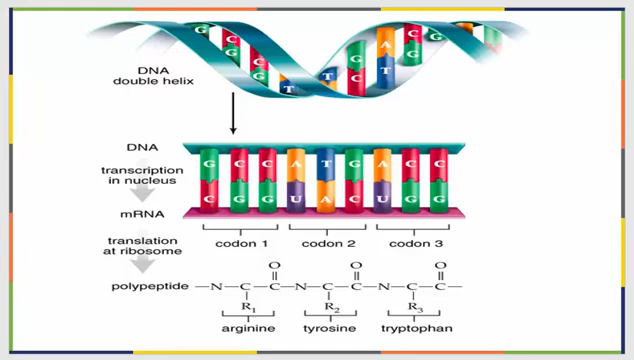 G
C
G
C
G
T
T
G
C
A
T
C
G
G
DNA
double helix
DNA
G C C A T G A C C
transcription
in nucleus
C G G U A C U G G
mRNA
codon 1 codon 2 codon 3
translation
at ribosome
O O O
polypeptide N C C N C C N C C
R1 R2 R3
arginine tyrosine tryptophan